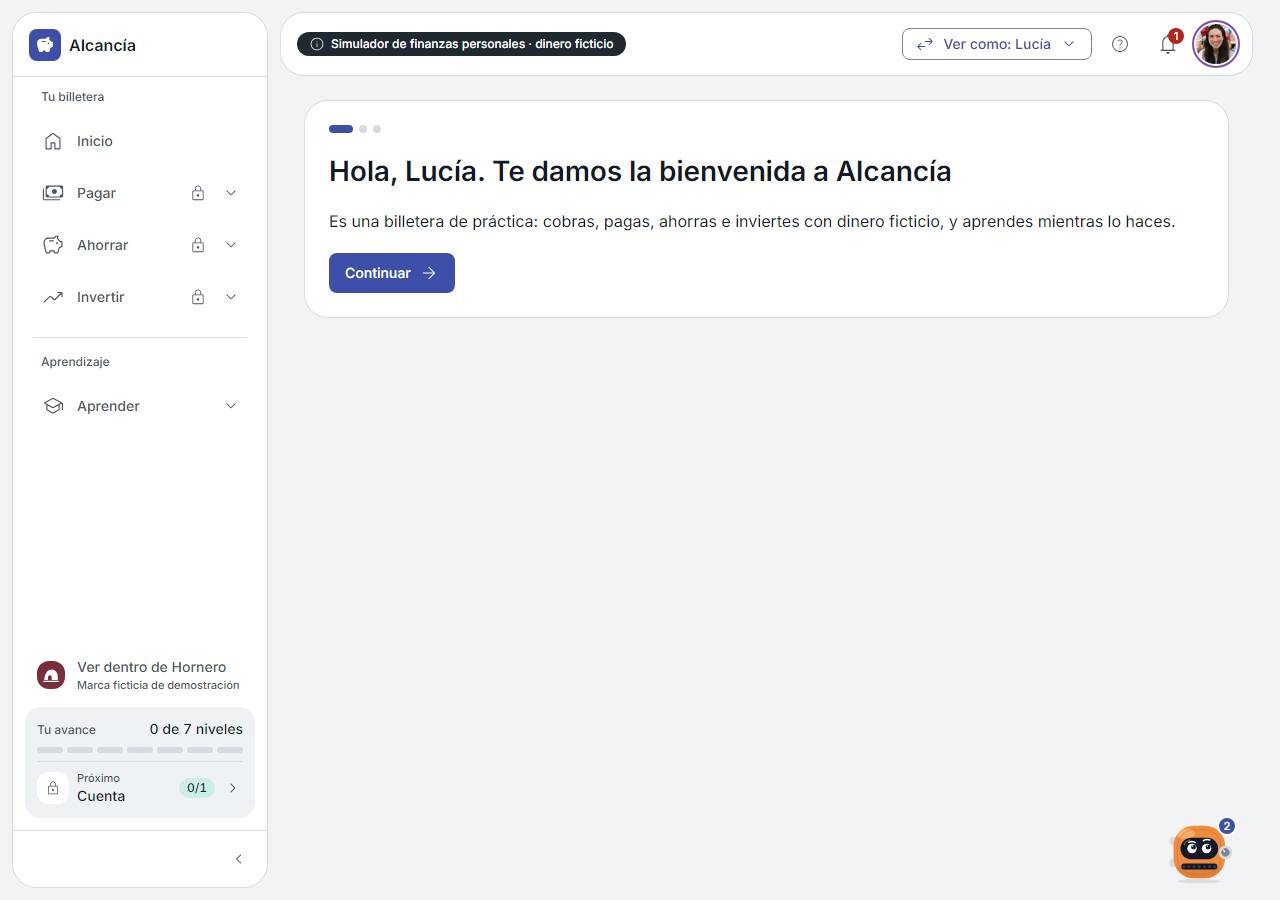 Alcancía
Simulador de finanzas personales · dinero ficticio
Ver como: Lucía
1
Tu billetera
Inicio
Pagar
Ahorrar
Invertir
Aprendizaje
Aprender
Hola, Lucía. Te damos la bienvenida a Alcancía
Es una billetera de práctica: cobras, pagas, ahorras e inviertes con dinero ficticio, y aprendes mientras lo haces.
Continuar
Ver dentro de Hornero
Marca ficticia de demostración
Tu avance
0 de 7 niveles
Próximo
Cuenta
0/1
2